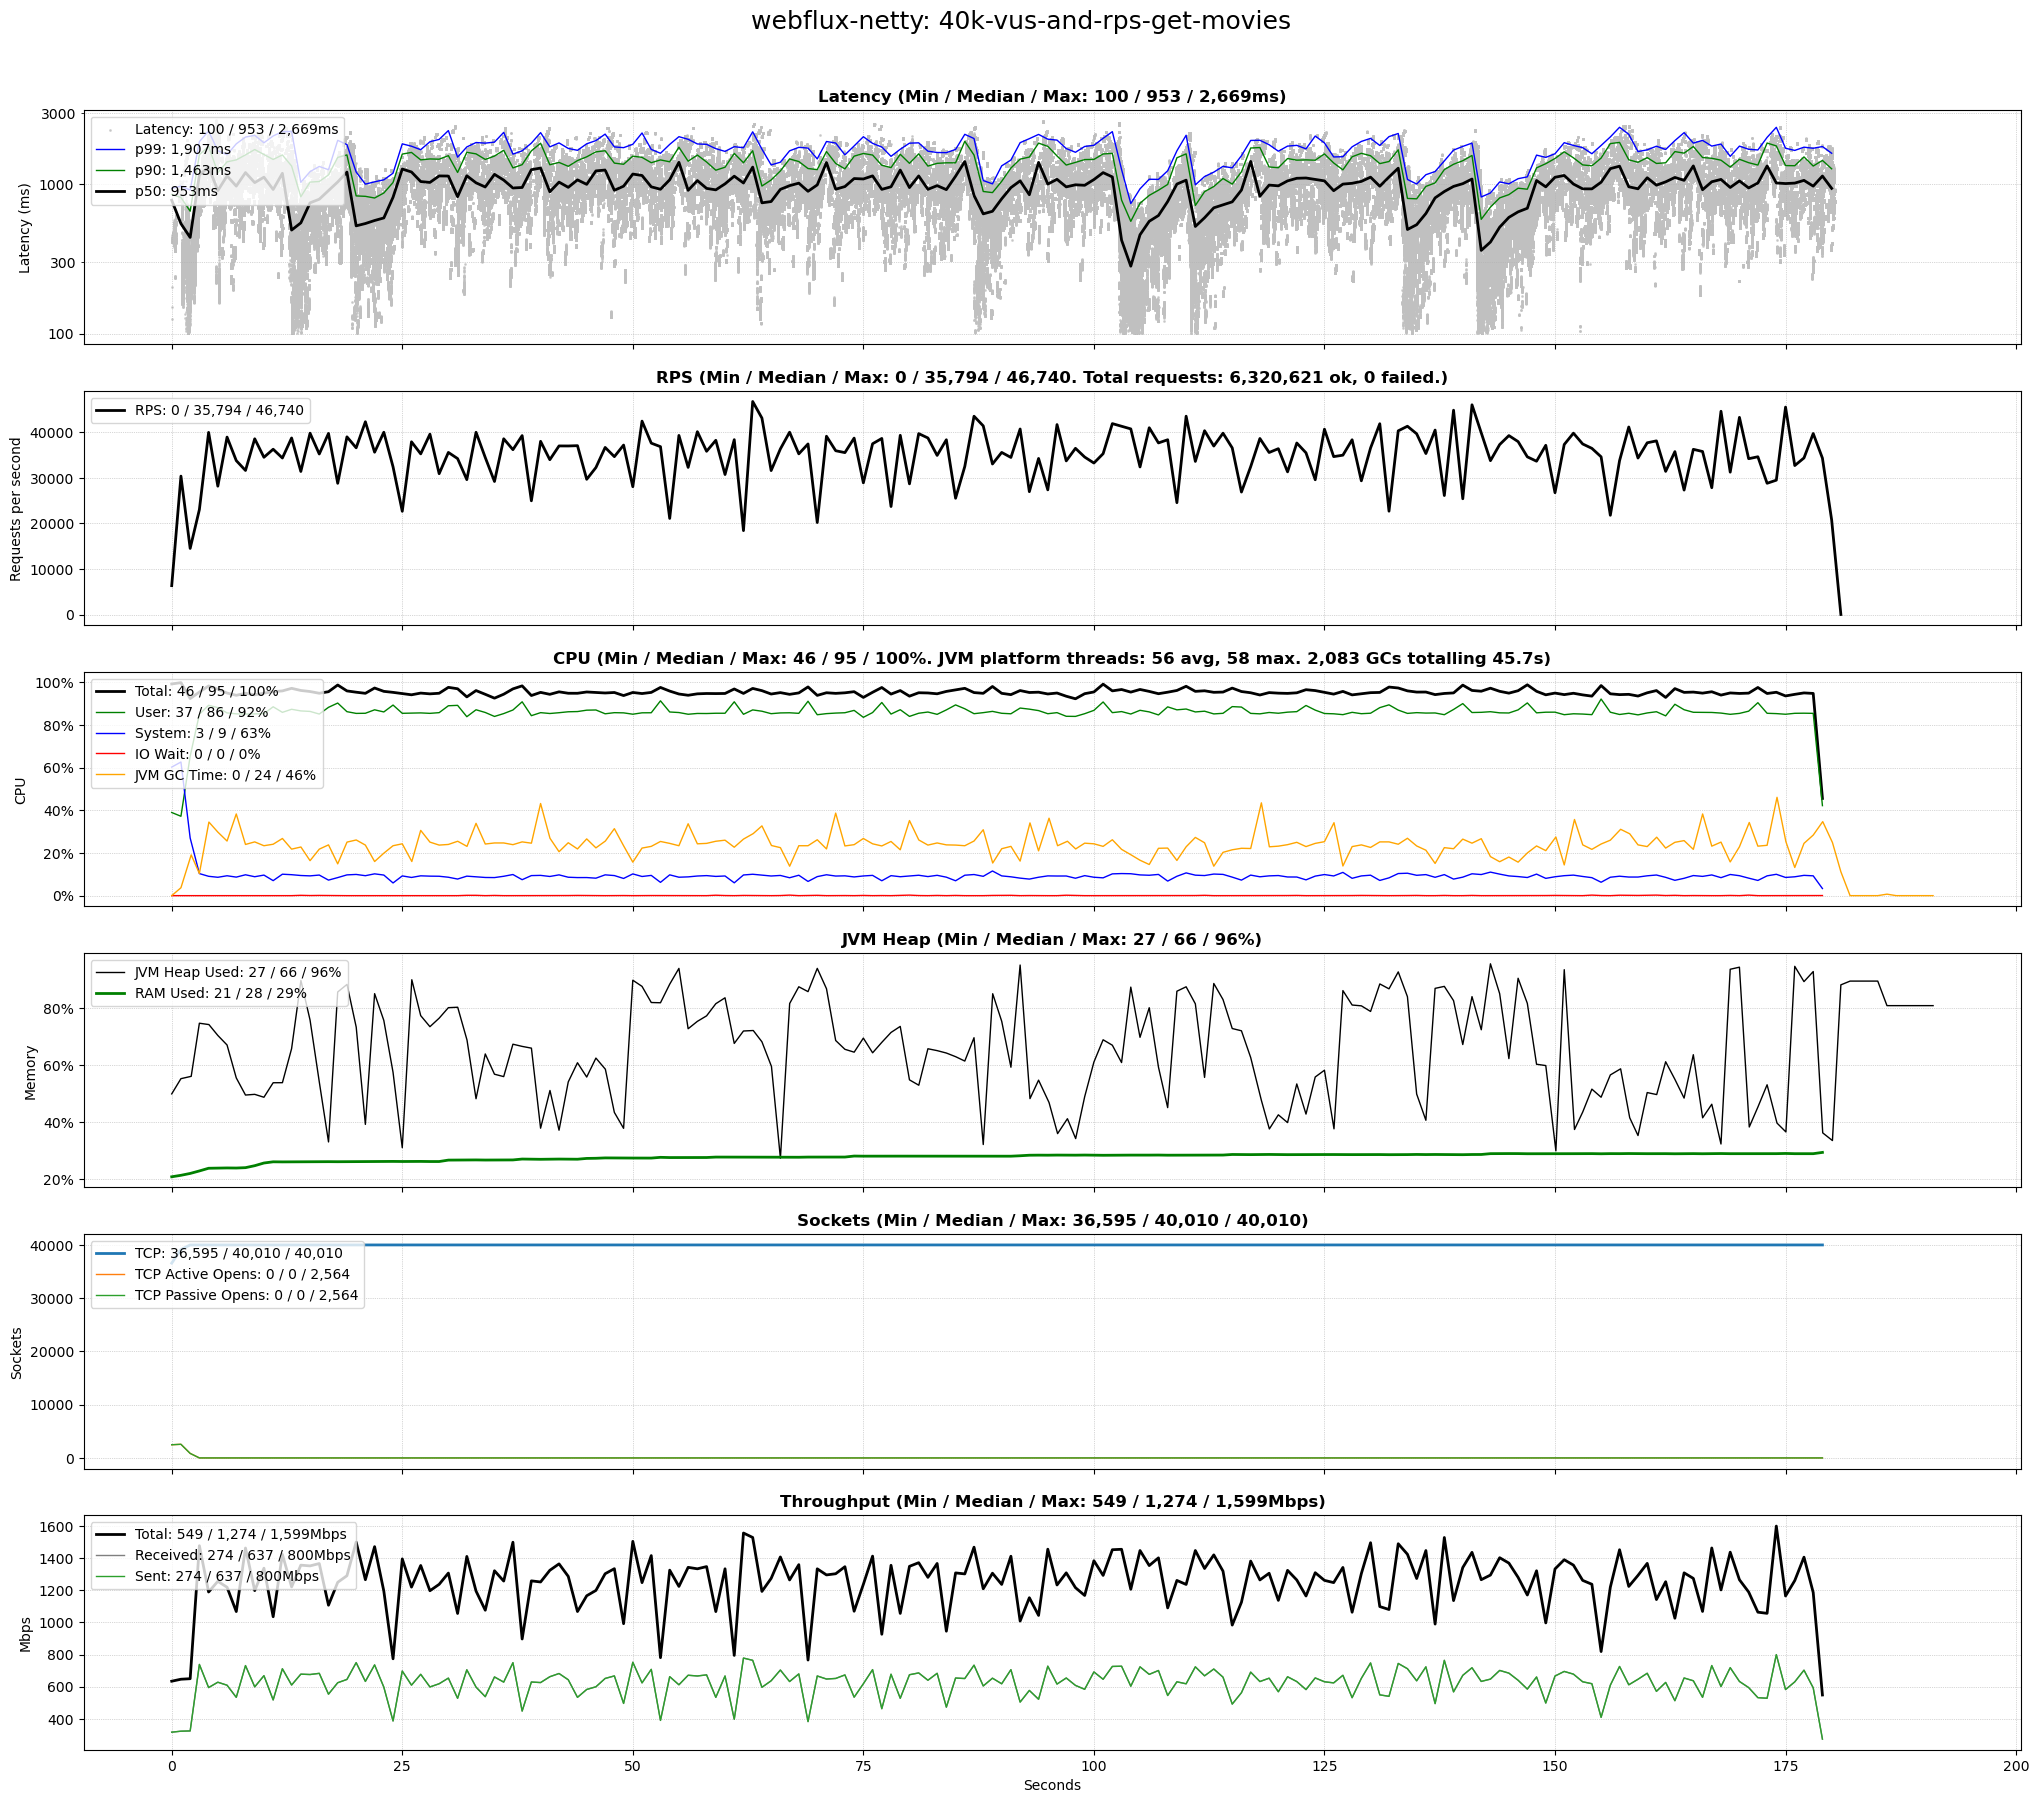 webflux-netty: 40k-vus-and-rps-get-movies
Latency (Min / Median / Max: 100 / 953 / 2,669ms)
3000
1000
300
100
Latency (ms)
Latency: 100 / 953 / 2,669ms
p99: 1,907ms
p90: 1,463ms
p50: 953ms
RPS (Min / Median / Max: 0 / 35,794 / 46,740. Total requests: 6,320,621 ok, 0 failed.)
40000
30000
20000
10000
0
Requests per second
RPS: 0 / 35,794 / 46,740
CPU (Min / Median / Max: 46 / 95 / 100%. JVM platform threads: 56 avg, 58 max. 2,083 GCs totalling 45.7s)
100%
80%
60%
40%
20%
0%
CPU
Total: 46 / 95 / 100%
User: 37 / 86 / 92%
System: 3 / 9 / 63%
IO Wait: 0 / 0 / 0%
JVM GC Time: 0 / 24 / 46%
JVM Heap (Min / Median / Max: 27 / 66 / 96%)
80%
60%
40%
20%
Memory
JVM Heap Used: 27 / 66 / 96%
RAM Used: 21 / 28 / 29%
Sockets (Min / Median / Max: 36,595 / 40,010 / 40,010)
40000
30000
20000
10000
0
Sockets
TCP: 36,595 / 40,010 / 40,010
TCP Active Opens: 0 / 0 / 2,564
TCP Passive Opens: 0 / 0 / 2,564
Throughput (Min / Median / Max: 549 / 1,274 / 1,599Mbps)
1600
1400
1200
1000
800
600
400
Mbps
Total: 549 / 1,274 / 1,599Mbps
Received: 274 / 637 / 800Mbps
Sent: 274 / 637 / 800Mbps
0 25 50 75 100 125 150 175 200
Seconds